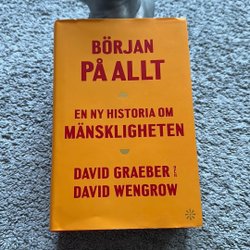 BÖRJAN
PÅ ALLT
EN NY HISTORIA OM
MÄNSKLIGHETEN
DAVID GRAEBER
DAVID WENGROW